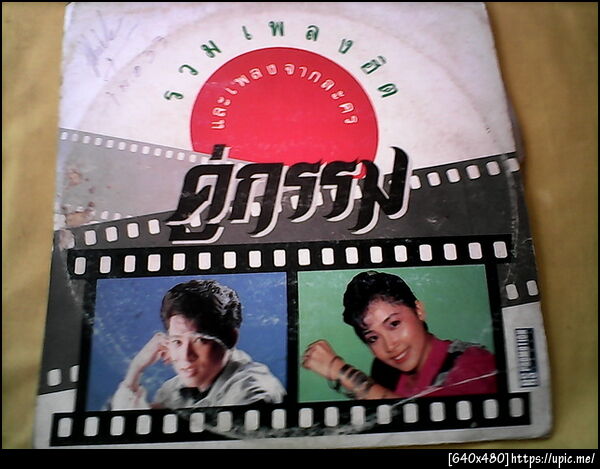 รวมเพลงฮิต
และเพลงจากละคร
คู่กรรม
[640x480]https://upic.me/